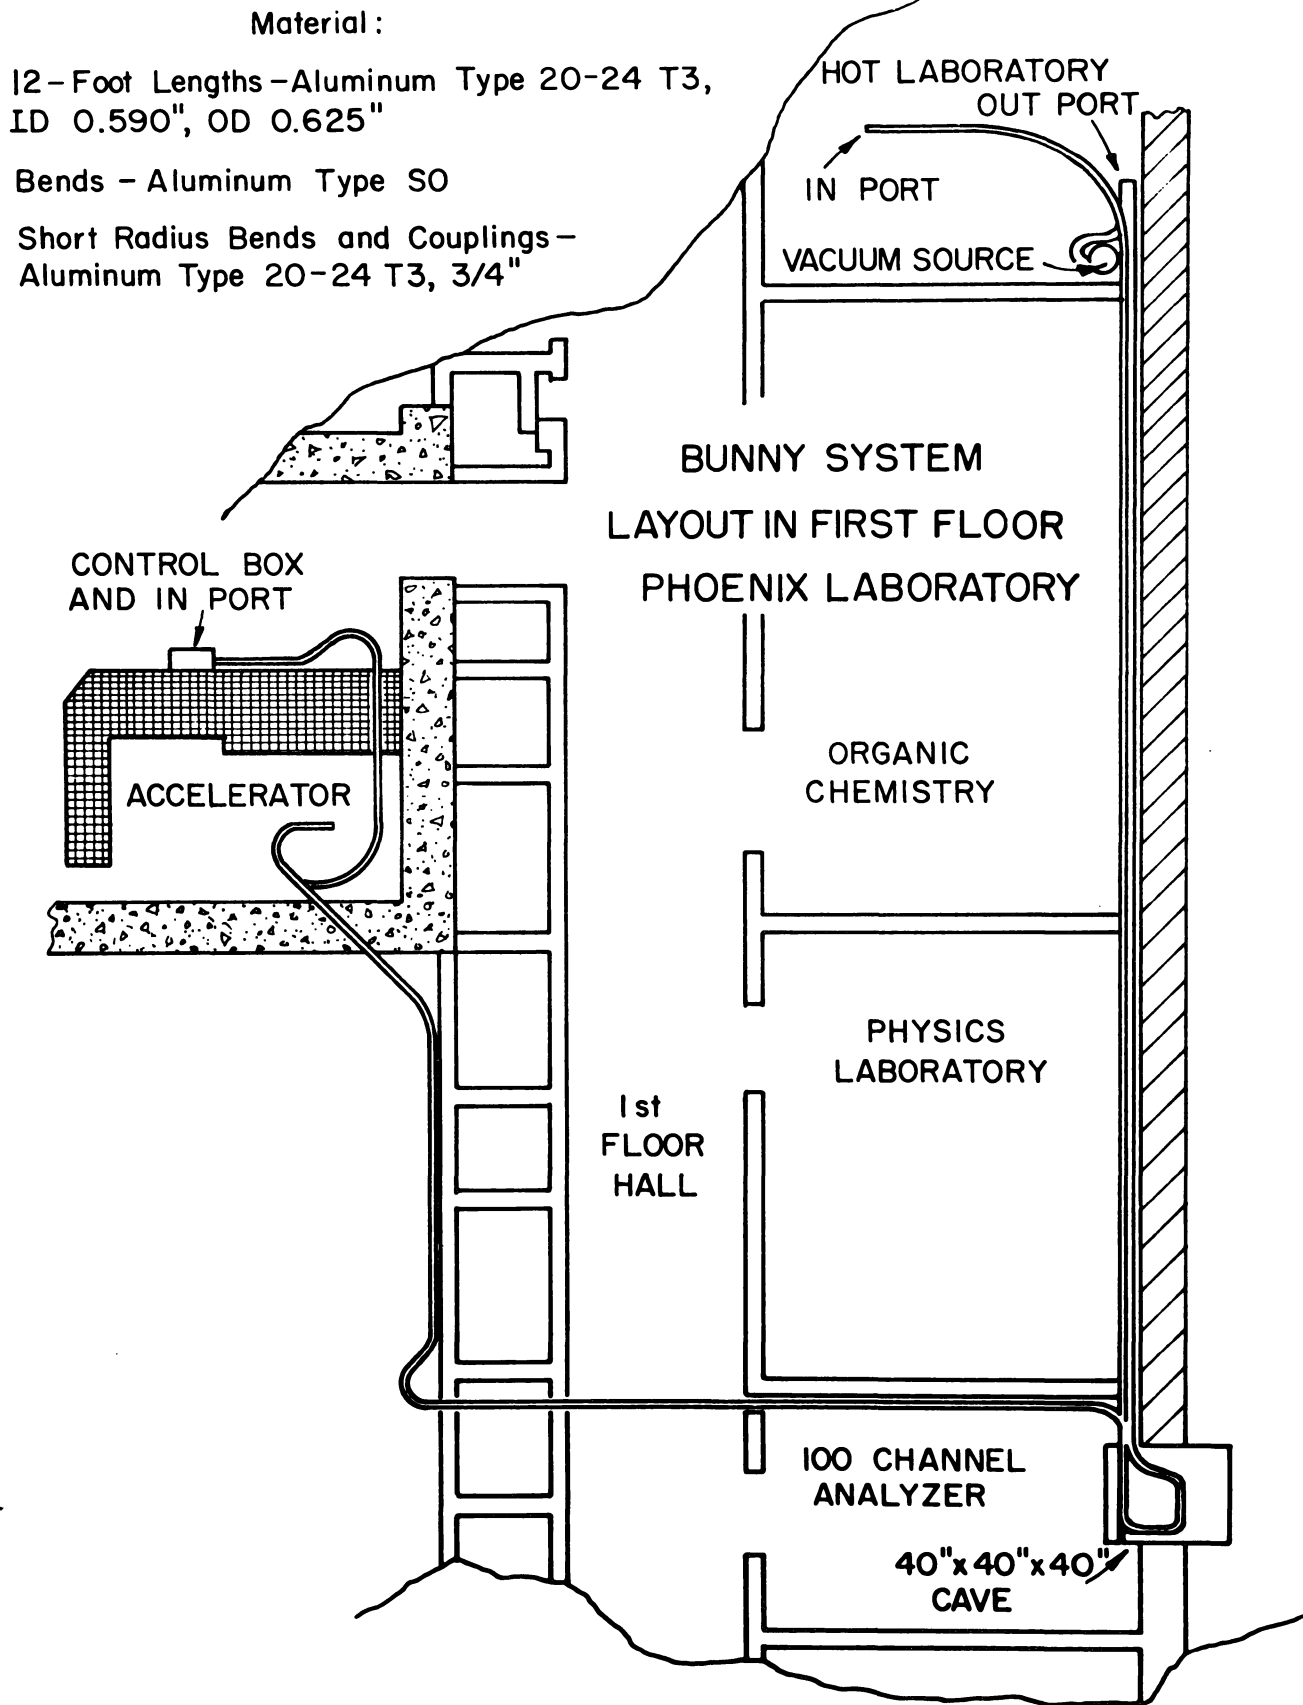 Material:
12-Foot Lengths-Aluminum Type 20-24 T3,
ID 0.590", OD 0.625"
Bends - Aluminum Type SO
Short Radius Bends and Couplings-
Aluminum Type 20-24 T3, 3/4"
HOT LABORATORY
OUT PORT
IN PORT
VACUUM SOURCE
BUNNY SYSTEM
LAYOUT IN FIRST FLOOR
PHOENIX LABORATORY
CONTROL BOX
AND IN PORT
ACCELERATOR
ORGANIC
CHEMISTRY
PHYSICS
LABORATORY
1st
FLOOR
HALL
100 CHANNEL
ANALYZER
40"x40"x40"
CAVE